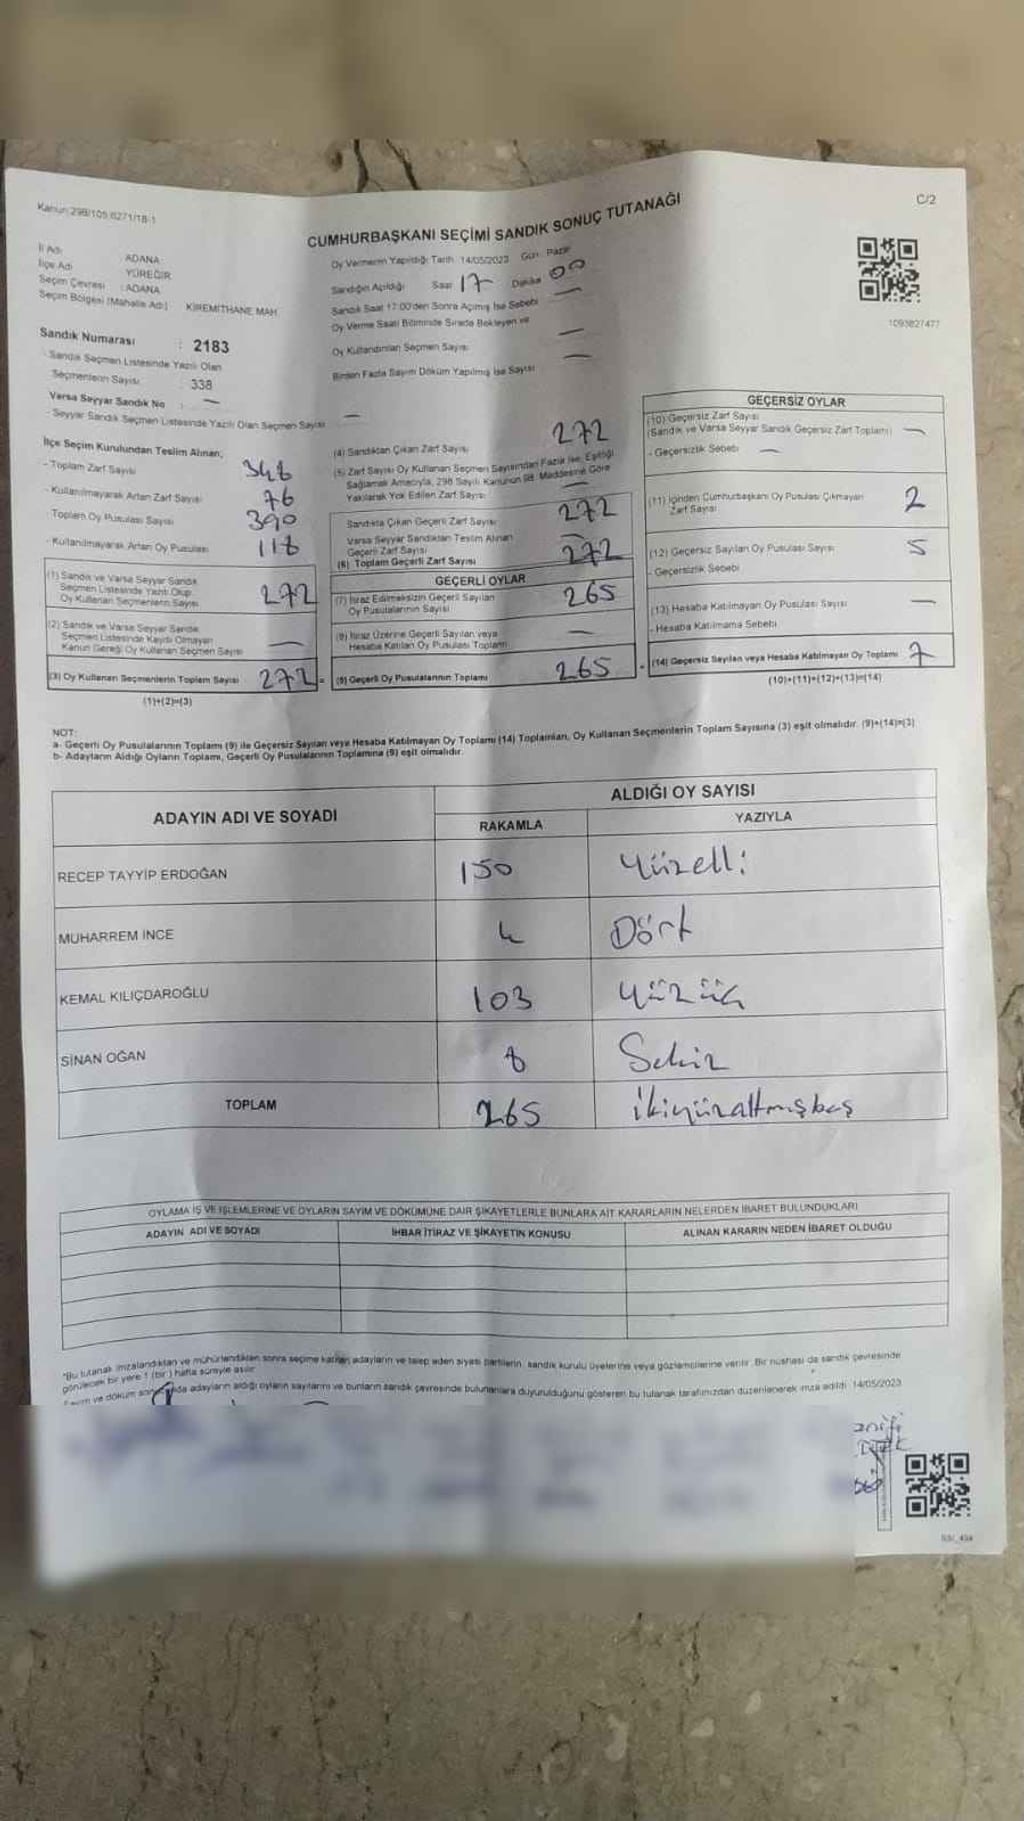 Kanun 298/105 6271/18-1
C/2
CUMHURBAŞKANI SEÇİMİ SANDIK SONUÇ TUTANAĞI
İl Adı ADANA
İlçe Adı YÜREĞİR
Seçim Çevresi : ADANA
Seçim Bölgesi (Mahalle Adı) KİREMİTHANE MAH.
Sandık Numarası : 2183
- Sandık Seçmen Listesinde Yazılı Olan
Seçmenlerin Sayısı : 338
Varsa Seyyar Sandık No : —
- Seyyar Sandık Seçmen Listesinde Yazılı Olan Seçmen Sayısı —
Oy Vermenin Yapıldığı Tarih 14/05/2023 Gün Pazar
Sandığın Açıldığı Saat 17 Dakika 00
Sandık Saat 17:00'den Sonra Açılmış İse Sebebi —
Oy Verme Saati Bitiminde Sırada Bekleyen ve
Oy Kullandırılan Seçmen Sayısı —
Birden Fazla Sayım Döküm Yapılmış İse Sayısı —
1093827477
İlçe Seçim Kurulundan Teslim Alınan;
- Toplam Zarf Sayısı 348
- Kullanılmayarak Artan Zarf Sayısı 76
Toplam Oy Pusulası Sayısı 390
- Kullanılmayarak Artan Oy Pusulası 118
(1) Sandık ve Varsa Seyyar Sandık
Seçmen Listesinde Yazılı Olup
Oy Kullanan Seçmenlerin Sayısı 272
(2) Sandık ve Varsa Seyyar Sandık
Seçmen Listesinde Kaydı Olmayan
Kanun Gereği Oy Kullanan Seçmen Sayısı —
(3) Oy Kullanan Seçmenlerin Toplam Sayısı 272 =
(1)+(2)=(3)
(4) Sandıktan Çıkan Zarf Sayısı 272
(5) Zarf Sayısı Oy Kullanan Seçmen Sayısından Fazla İse, Eşitliği
Sağlamak Amacıyla, 298 Sayılı Kanunun 98. Maddesine Göre
Yakılarak Yok Edilen Zarf Sayısı —
Sandıkta Çıkan Geçerli Zarf Sayısı 272
Varsa Seyyar Sandıktan Teslim Alınan
Geçerli Zarf Sayısı —
(6) Toplam Geçerli Zarf Sayısı 272
GEÇERLİ OYLAR
(7) İtiraz Edilmeksizin Geçerli Sayılan
Oy Pusulalarının Sayısı 265
(8) İtiraz Üzerine Geçerli Sayılan veya
Hesaba Katılan Oy Pusulası Toplamı —
(9) Geçerli Oy Pusulalarının Toplamı 265
GEÇERSİZ OYLAR
(10) Geçersiz Zarf Sayısı
(Sandık ve Varsa Seyyar Sandık Geçersiz Zarf Toplamı) —
- Geçersizlik Sebebi —
(11) İçinden Cumhurbaşkanı Oy Pusulası Çıkmayan
Zarf Sayısı 2
(12) Geçersiz Sayılan Oy Pusulası Sayısı 5
- Geçersizlik Sebebi
(13) Hesaba Katılmayan Oy Pusulası Sayısı —
- Hesaba Katılmama Sebebi
(14) Geçersiz Sayılan veya Hesaba Katılmayan Oy Toplamı 7
(10)+(11)+(12)+(13)=(14)
NOT:
a- Geçerli Oy Pusulalarının Toplamı (9) ile Geçersiz Sayılan veya Hesaba Katılmayan Oy Toplamı (14) Toplamları, Oy Kullanan Seçmenlerin Toplam Sayısına (3) eşit olmalıdır. (9)+(14)=(3)
b- Adayların Aldığı Oyların Toplamı, Geçerli Oy Pusulalarının Toplamına (9) eşit olmalıdır.
ADAYIN ADI VE SOYADI
ALDIĞI OY SAYISI
RAKAMLA YAZIYLA
RECEP TAYYİP ERDOĞAN 150 Yüzelli
MUHARREM İNCE 4 Dört
KEMAL KILIÇDAROĞLU 103 Yüzüç
SİNAN OĞAN 8 Sekiz
TOPLAM 265 ikiyüzaltmışbeş
OYLAMA İŞ VE İŞLEMLERİNE VE OYLARIN SAYIM VE DÖKÜMÜNE DAİR ŞİKAYETLERLE BUNLARA AİT KARARLARIN NELERDEN İBARET BULUNDUKLARI
ADAYIN ADI VE SOYADI İHBAR İTİRAZ VE ŞİKAYETİN KONUSU ALINAN KARARIN NEDEN İBARET OLDUĞU
"Bu tutanak imzalandıktan ve mühürlendikten sonra seçime katılan adayların ve talep eden siyasi partilerin, sandık kurulu üyelerine veya gözlemcilerine verilir. Bir nüshası da sandık çevresinde
görülecek bir yere 1 (bir) hafta süreyle asılır.
Sayım ve döküm adayların aldığı oyların sayılarını ve bunların sandık çevresinde bulunanlara duyurulduğunu gösteren bu tutanak tarafımızdan düzenlenerek imza edildi. 14/05/2023